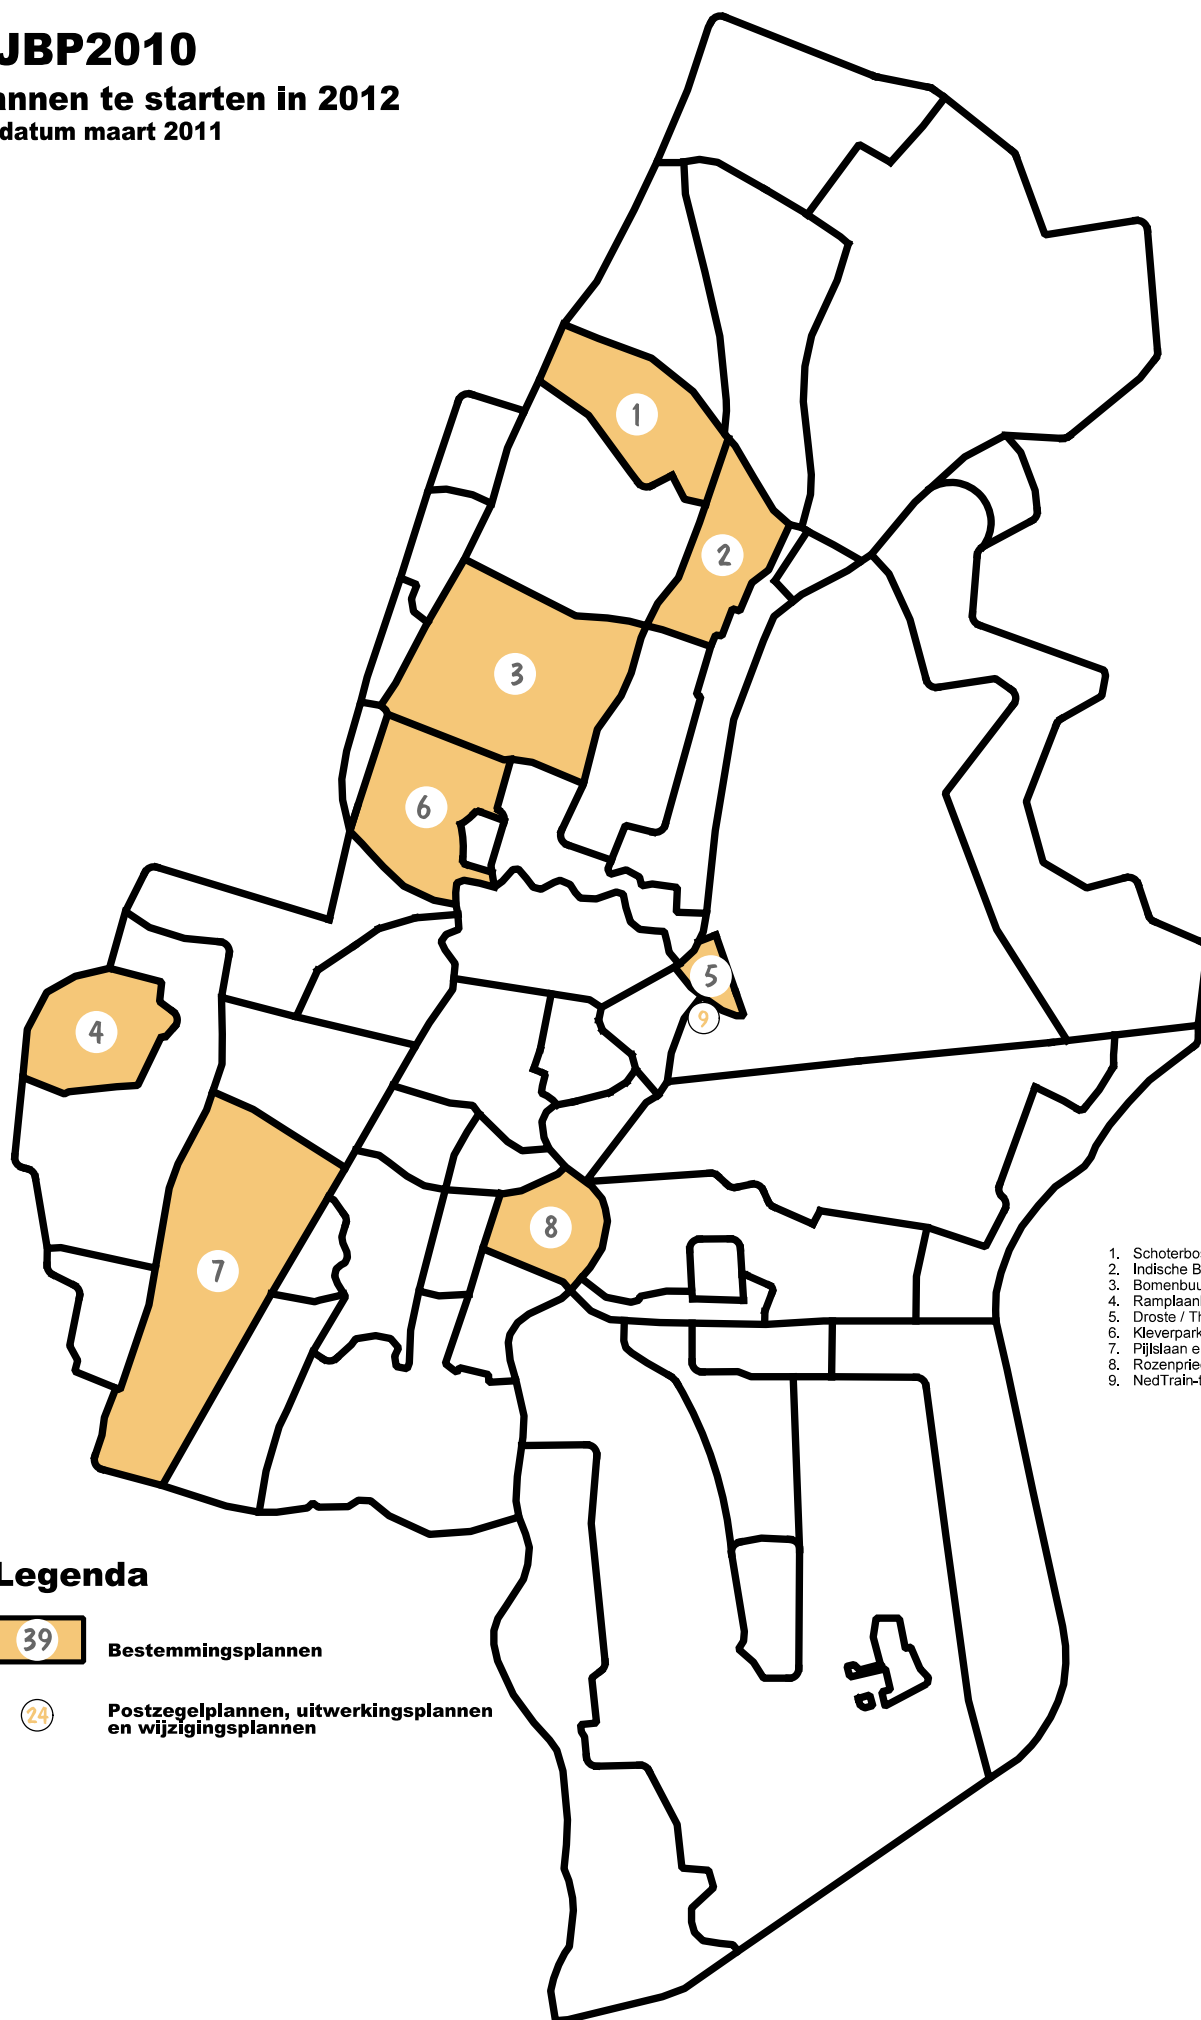 JBP2010
annen te starten in 2012
datum maart 2011
1
2
3
6
5
9
4
7
8
1. Schoterbo
2. Indische B
3. Bomenbuu
4. Ramplaan
5. Droste / Th
6. Kleverpark
7. Pijlslaan e
8. Rozenprie
9. NedTrain-t
Legenda
39 Bestemmingsplannen
24 Postzegelplannen, uitwerkingsplannen
en wijzigingsplannen